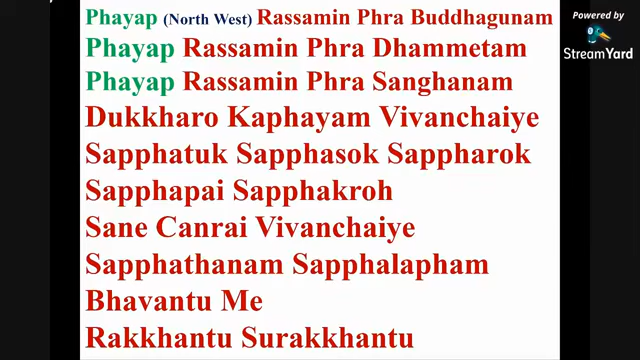 Phayap (North West) Rassamin Phra Buddhagunam
Phayap Rassamin Phra Dhammetam
Phayap Rassamin Phra Sanghanam
Dukkharo Kaphayam Vivanchaiye
Sapphatuk Sapphasok Sappharok
Sapphapai Sapphakroh
Sane Canrai Vivanchaiye
Sapphathanam Sapphalapham
Bhavantu Me
Rakkhantu Surakkhantu
Powered by
StreamYard